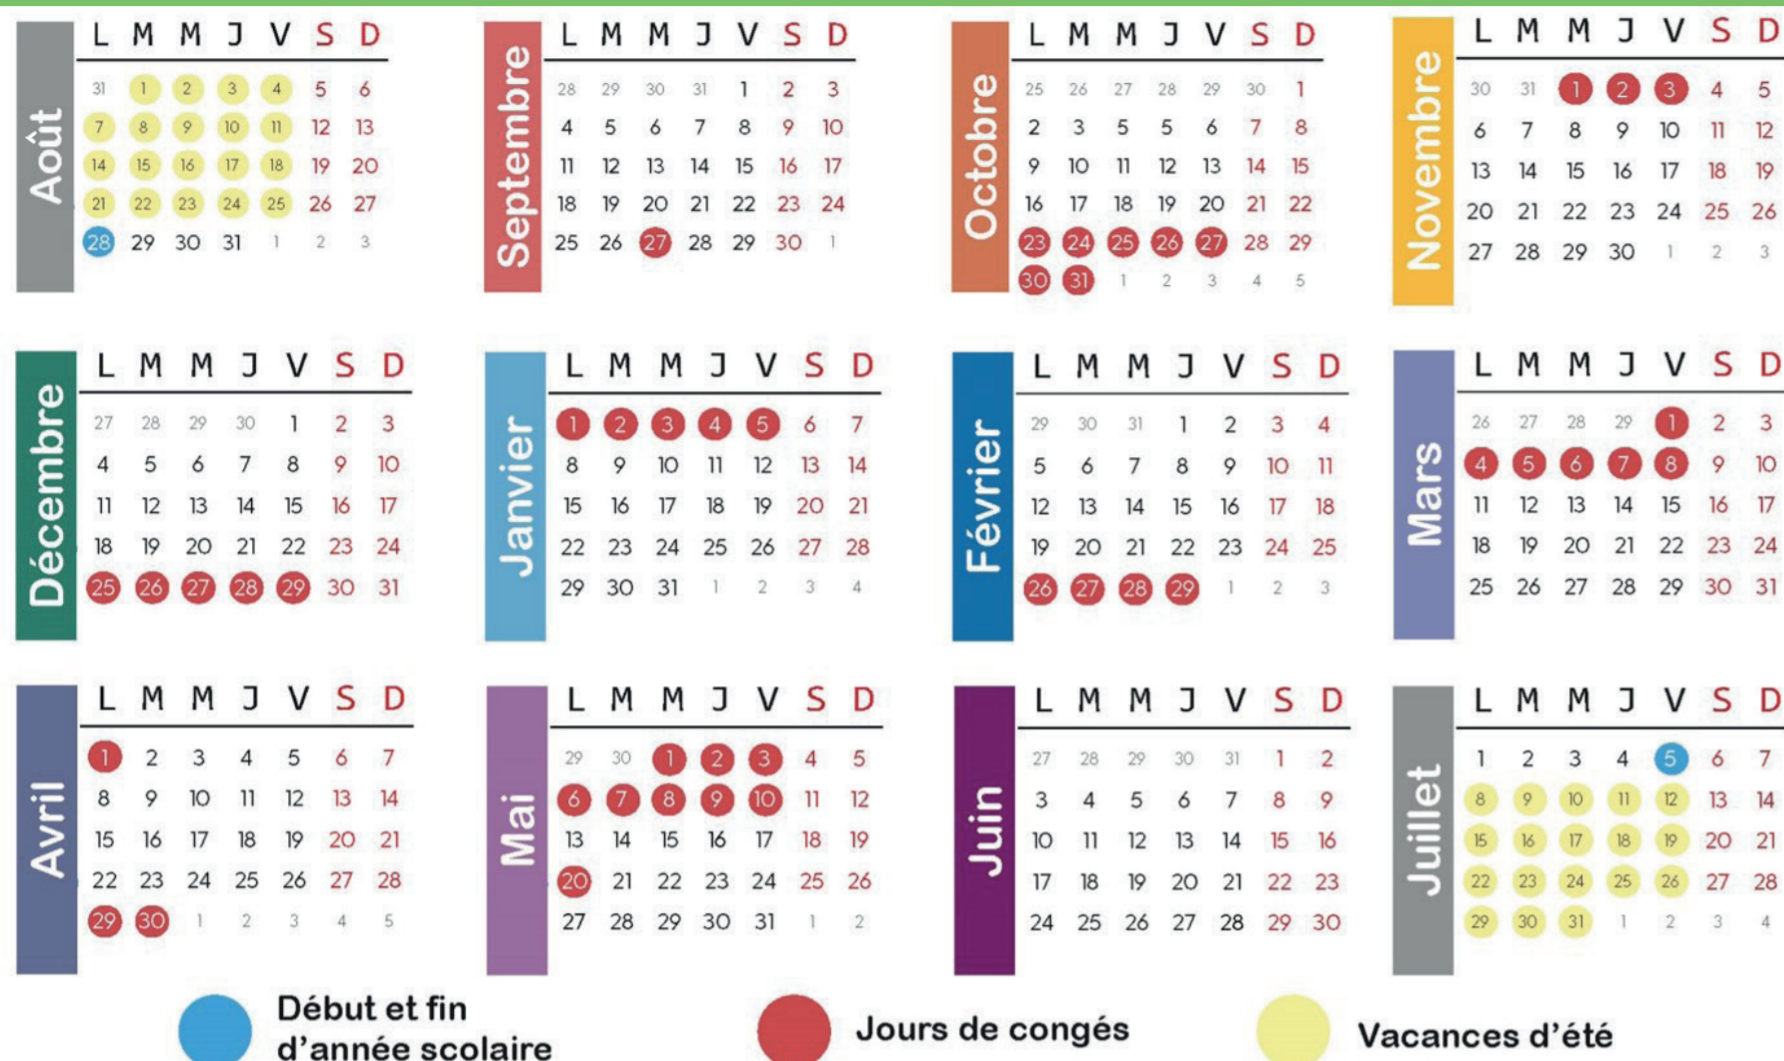 Août
L M M J V S D
31 1 2 3 4 5 6
7 8 9 10 11 12 13
14 15 16 17 18 19 20
21 22 23 24 25 26 27
28 29 30 31 1 2 3
Septembre
L M M J V S D
28 29 30 31 1 2 3
4 5 6 7 8 9 10
11 12 13 14 15 16 17
18 19 20 21 22 23 24
25 26 27 28 29 30 1
Octobre
L M M J V S D
25 26 27 28 29 30 1
2 3 5 5 6 7 8
9 10 11 12 13 14 15
16 17 18 19 20 21 22
23 24 25 26 27 28 29
30 31 1 2 3 4 5
Novembre
L M M J V S D
30 31 1 2 3 4 5
6 7 8 9 10 11 12
13 14 15 16 17 18 19
20 21 22 23 24 25 26
27 28 29 30 1 2 3
Décembre
L M M J V S D
27 28 29 30 1 2 3
4 5 6 7 8 9 10
11 12 13 14 15 16 17
18 19 20 21 22 23 24
25 26 27 28 29 30 31
Janvier
L M M J V S D
1 2 3 4 5 6 7
8 9 10 11 12 13 14
15 16 17 18 19 20 21
22 23 24 25 26 27 28
29 30 31 1 2 3 4
Février
L M M J V S D
29 30 31 1 2 3 4
5 6 7 8 9 10 11
12 13 14 15 16 17 18
19 20 21 22 23 24 25
26 27 28 29 1 2 3
Mars
L M M J V S D
26 27 28 29 1 2 3
4 5 6 7 8 9 10
11 12 13 14 15 16 17
18 19 20 21 22 23 24
25 26 27 28 29 30 31
Avril
L M M J V S D
1 2 3 4 5 6 7
8 9 10 11 12 13 14
15 16 17 18 19 20 21
22 23 24 25 26 27 28
29 30 1 2 3 4 5
Mai
L M M J V S D
29 30 1 2 3 4 5
6 7 8 9 10 11 12
13 14 15 16 17 18 19
20 21 22 23 24 25 26
27 28 29 30 31 1 2
Juin
L M M J V S D
27 28 29 30 31 1 2
3 4 5 6 7 8 9
10 11 12 13 14 15 16
17 18 19 20 21 22 23
24 25 26 27 28 29 30
Juillet
L M M J V S D
1 2 3 4 5 6 7
8 9 10 11 12 13 14
15 16 17 18 19 20 21
22 23 24 25 26 27 28
29 30 31 1 2 3 4
Début et fin
d'année scolaire
Jours de congés
Vacances d'été